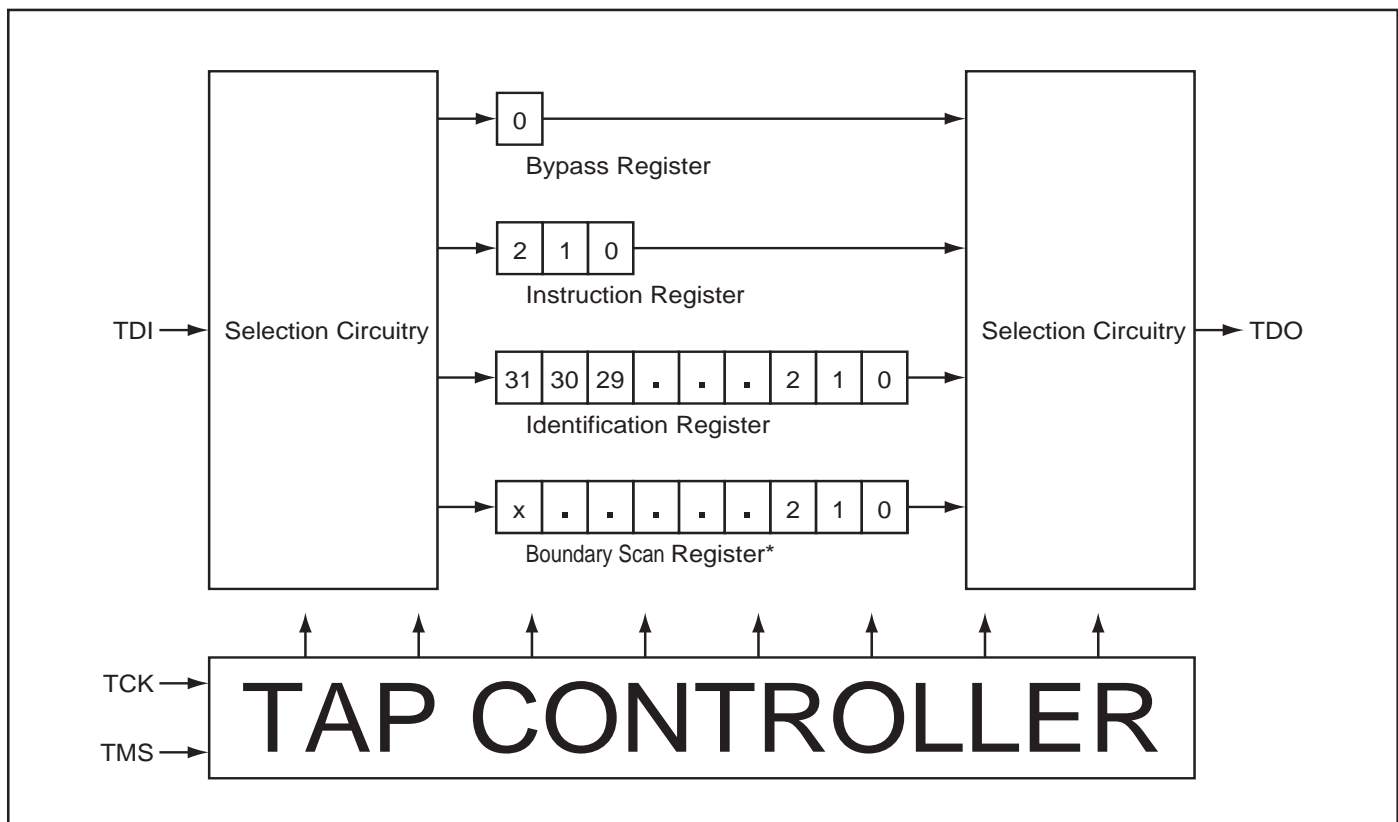 0
Bypass Register
2 1 0
Instruction Register
TDI
Selection Circuitry
Selection Circuitry
TDO
31 30 29 . . . 2 1 0
Identification Register
x . . . . . 2 1 0
Boundary Scan Register*
TCK
TMS
TAP CONTROLLER